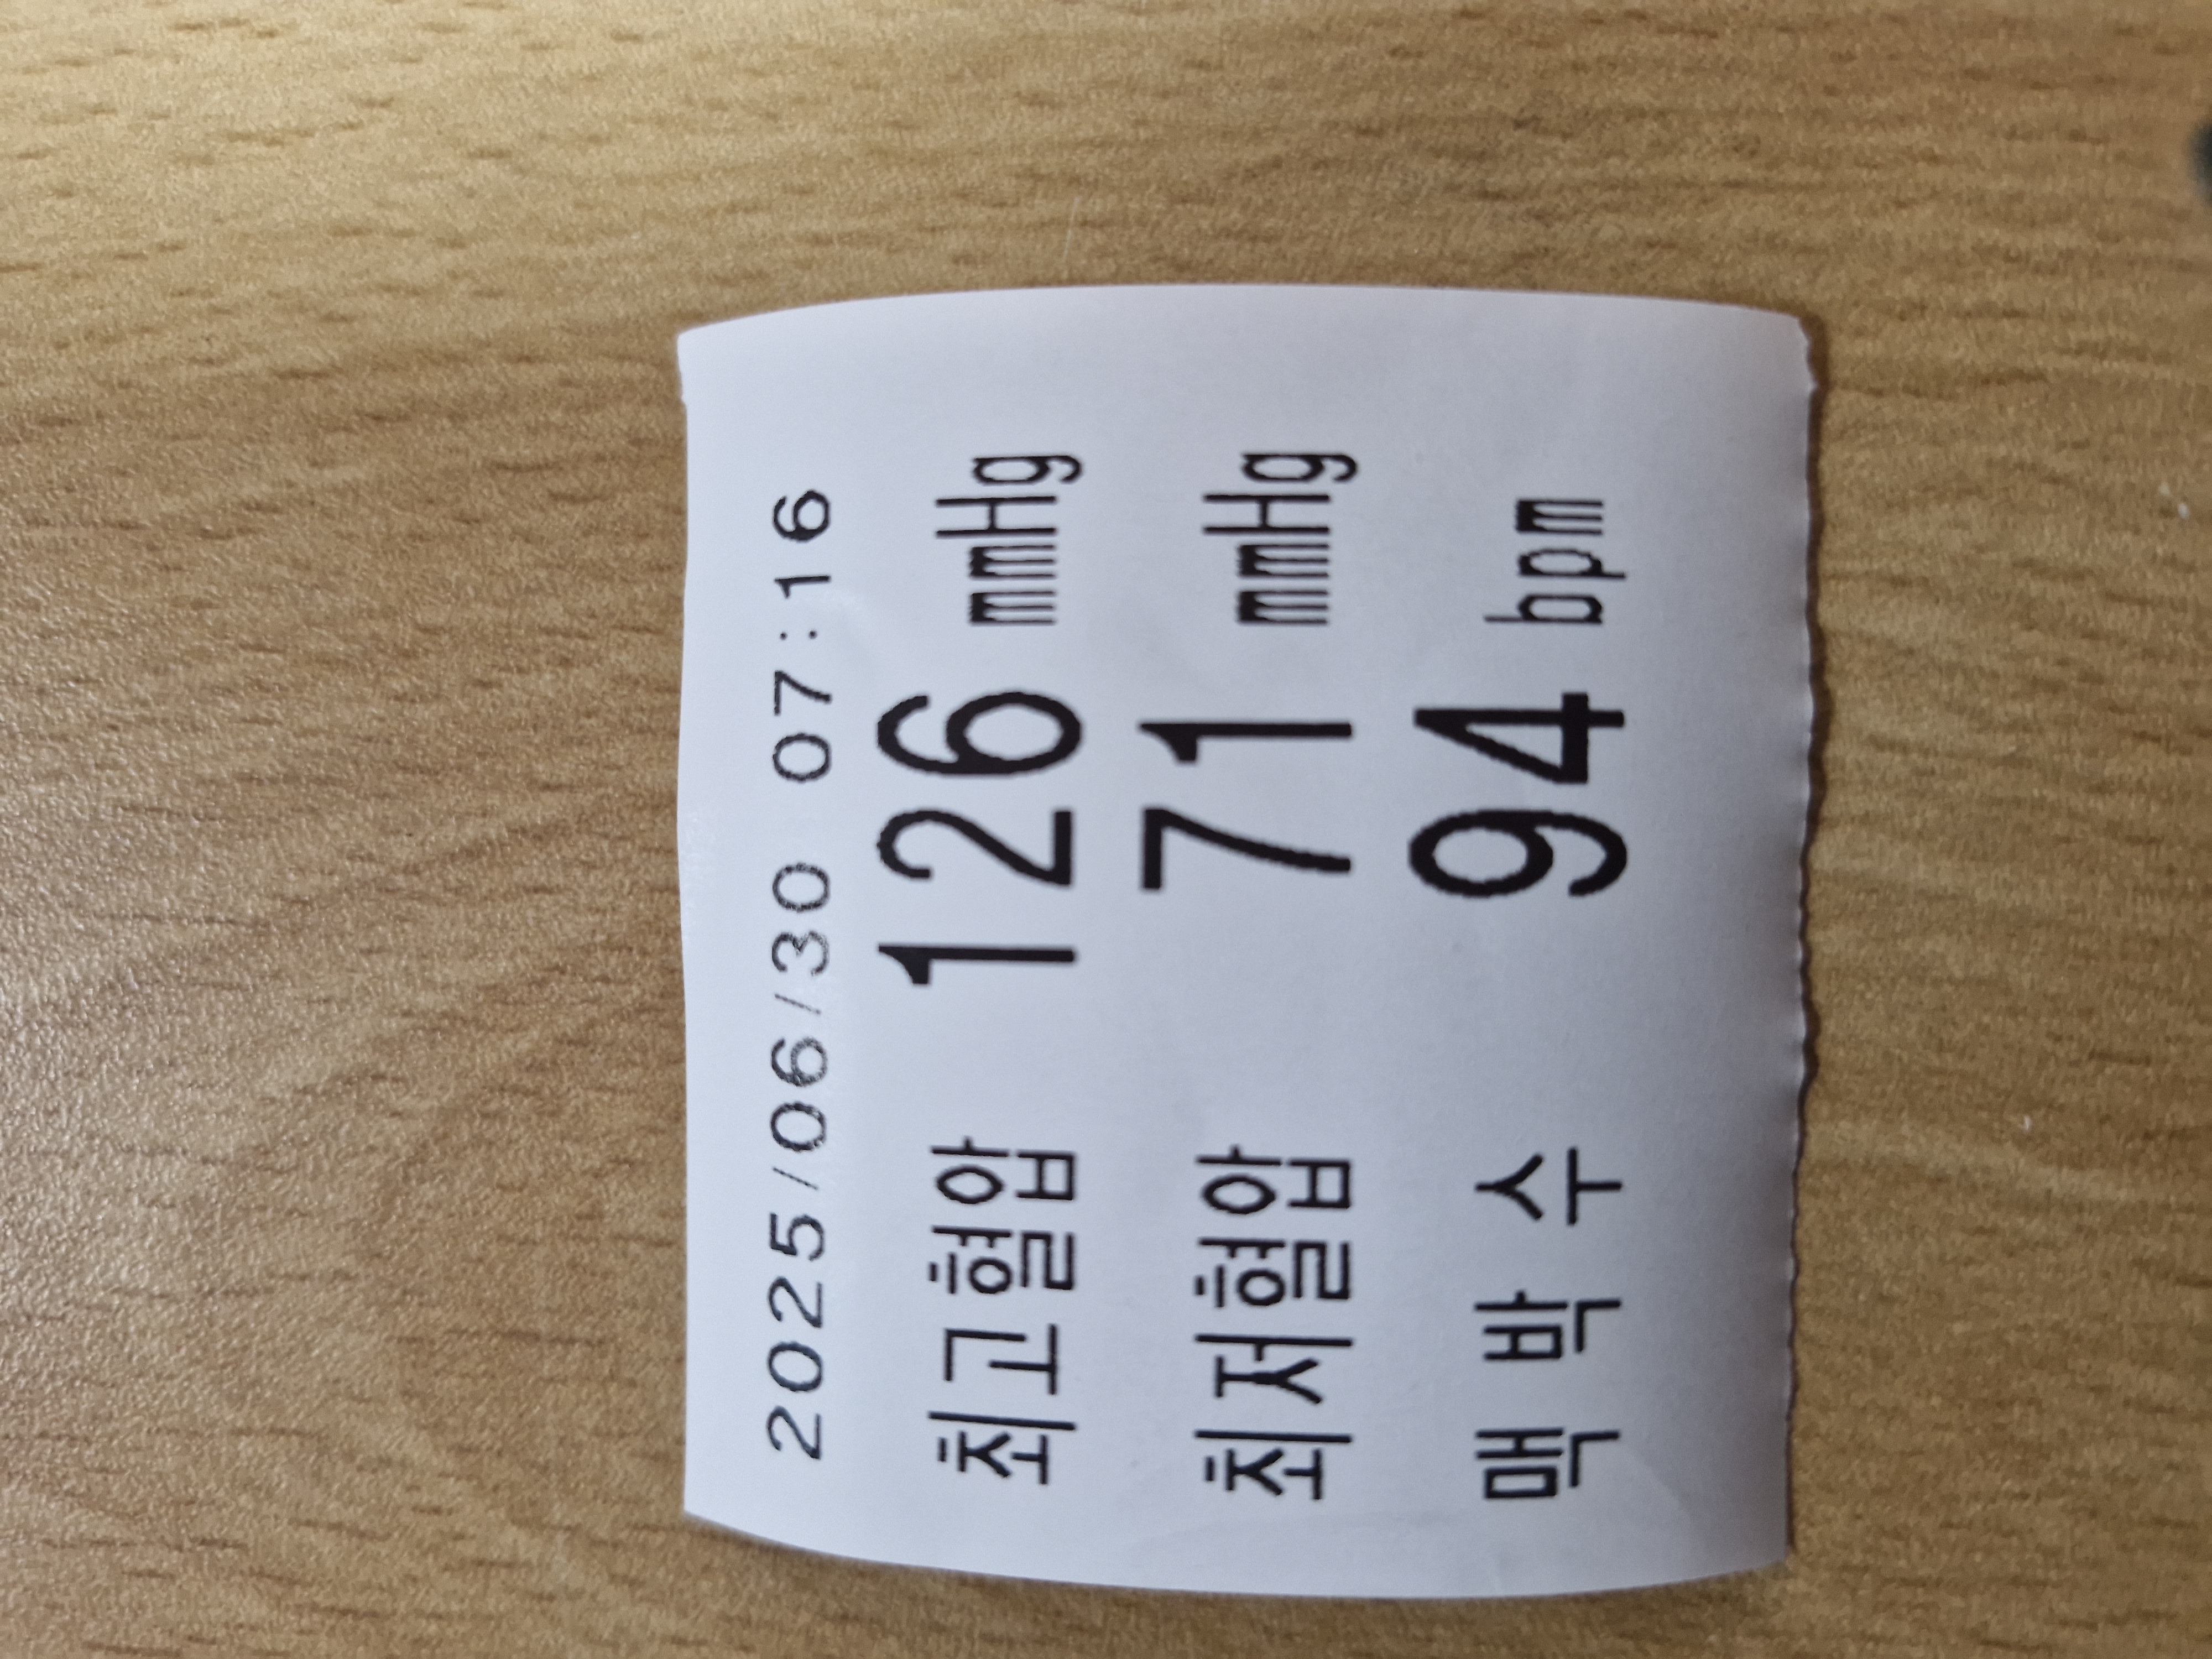 2025/06/30 07:16
최고혈압 126 mmHg
최저혈압 71 mmHg
맥 박 수 94 bpm